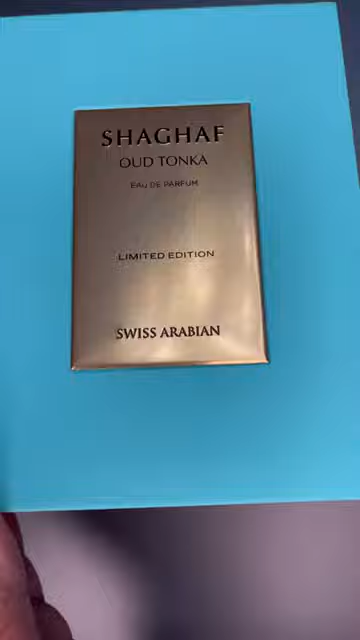 SHAGHAF
OUD TONKA
EAU DE PARFUM
LIMITED EDITION
SWISS ARABIAN